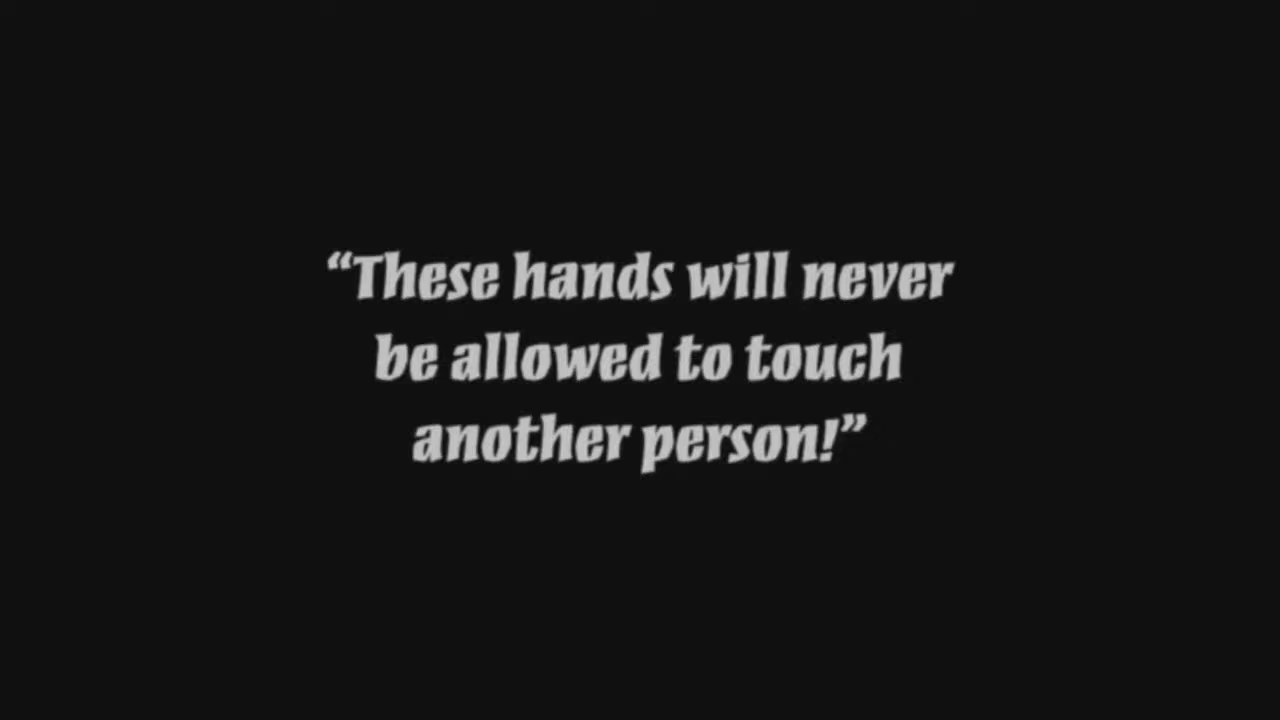 “These hands will never
be allowed to touch
another person!”